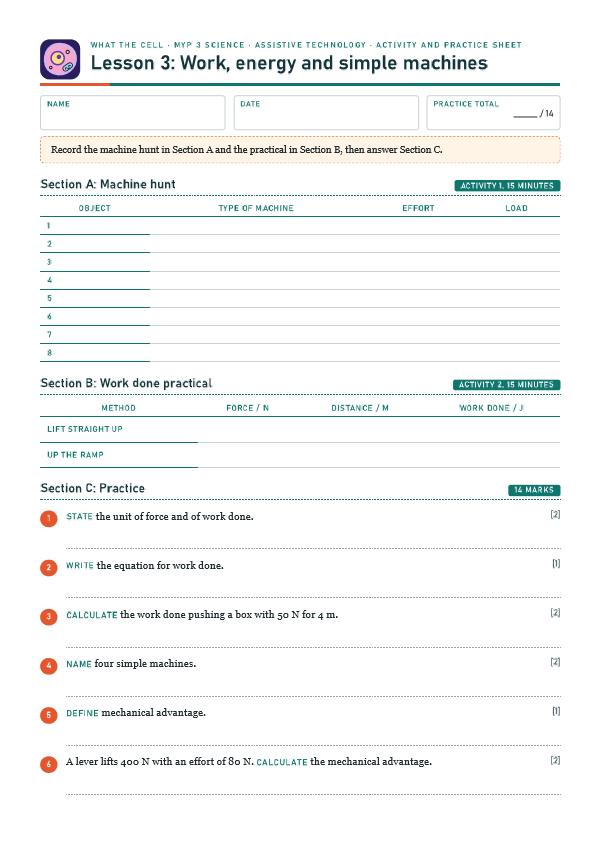 WHAT THE CELL · MYP 3 SCIENCE · ASSISTIVE TECHNOLOGY · ACTIVITY AND PRACTICE SHEET
Lesson 3: Work, energy and simple machines
NAME
DATE
PRACTICE TOTAL
_____ / 14
Record the machine hunt in Section A and the practical in Section B, then answer Section C.
Section A: Machine hunt
ACTIVITY 1, 15 MINUTES
OBJECT TYPE OF MACHINE EFFORT LOAD
1
2
3
4
5
6
7
8
Section B: Work done practical
ACTIVITY 2, 15 MINUTES
METHOD FORCE / N DISTANCE / M WORK DONE / J
LIFT STRAIGHT UP
UP THE RAMP
Section C: Practice
14 MARKS
1 STATE the unit of force and of work done. [2]
2 WRITE the equation for work done. [1]
3 CALCULATE the work done pushing a box with 50 N for 4 m. [2]
4 NAME four simple machines. [2]
5 DEFINE mechanical advantage. [1]
6 A lever lifts 400 N with an effort of 80 N. CALCULATE the mechanical advantage. [2]